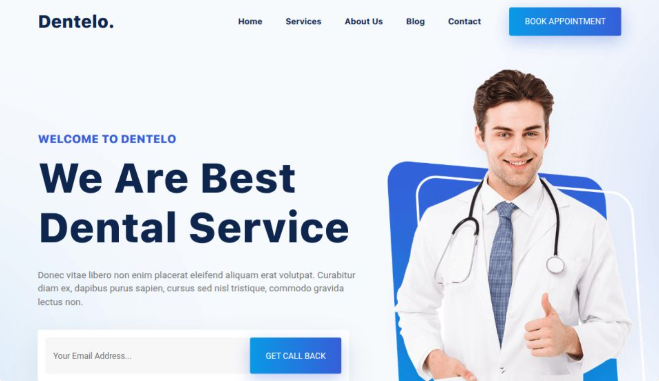 Dentelo.
Home
Services
About Us
Blog
Contact
BOOK APPOINTMENT
WELCOME TO DENTELO
We Are Best
Dental Service
Donec vitae libero non enim placerat eleifend aliquam erat volutpat. Curabitur
diam ex, dapibus purus sapien, cursus sed nisl tristique, commodo gravida
lectus non.
Your Email Address...
GET CALL BACK